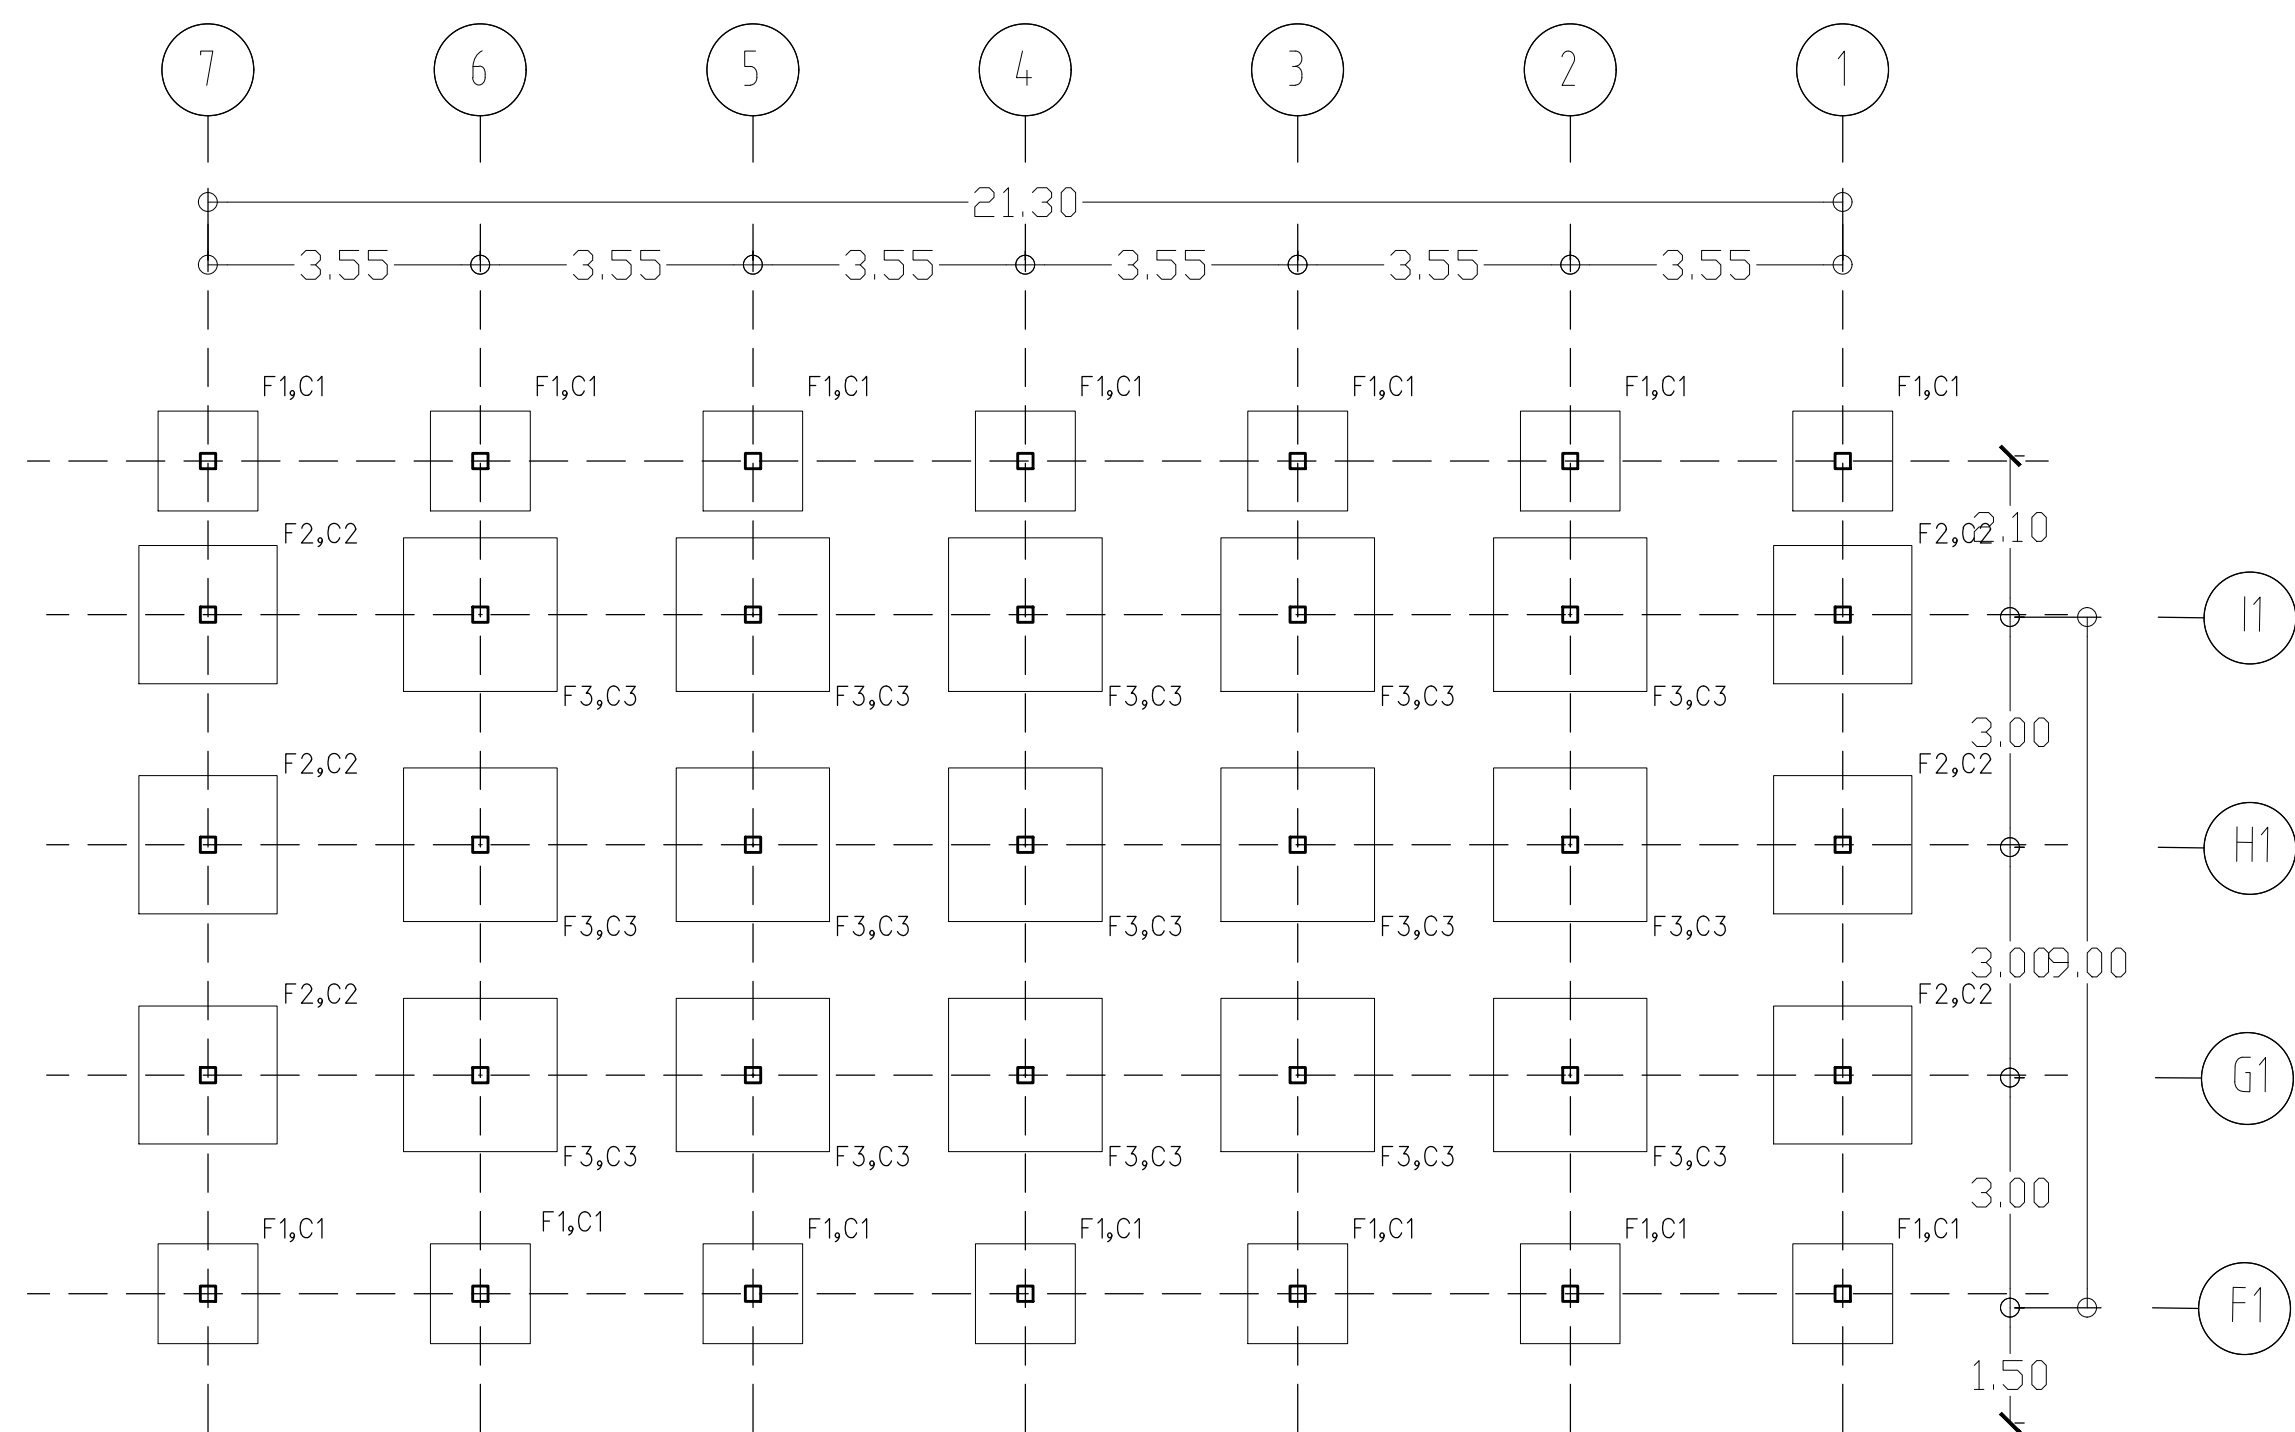 7 6 5 4 3 2 1
21.30
3.55 3.55 3.55 3.55 3.55 3.55
F1,C1 F1,C1 F1,C1 F1,C1 F1,C1 F1,C1 F1,C1
F2,C2 F2,C2 2.10
I1
F3,C3 F3,C3 F3,C3 F3,C3 F3,C3
3.00
F2,C2 F2,C2
H1
F3,C3 F3,C3 F3,C3 F3,C3 F3,C3
3.00 9.00
F2,C2 F2,C2
G1
F3,C3 F3,C3 F3,C3 F3,C3 F3,C3
3.00
F1,C1 F1,C1 F1,C1 F1,C1 F1,C1 F1,C1 F1,C1
F1
1.50